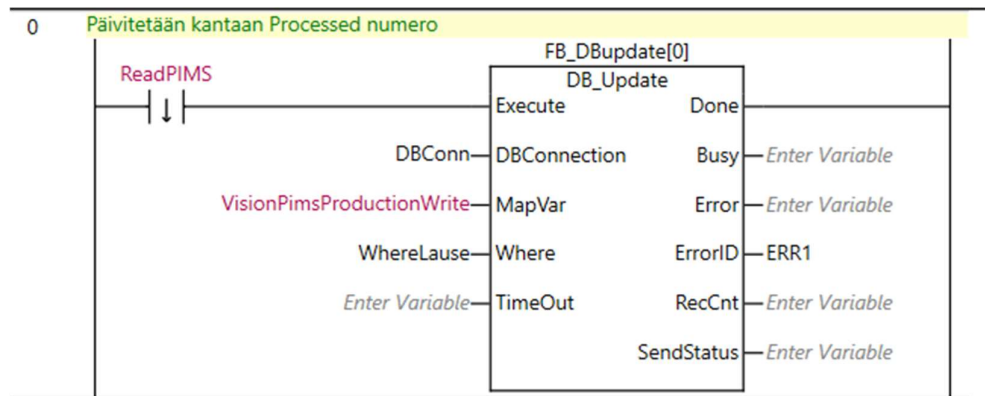 0 Päivitetään kantaan Processed numero
FB_DBupdate[0]
ReadPIMS DB_Update
Execute Done
DBConn DBConnection Busy Enter Variable
VisionPimsProductionWrite MapVar Error Enter Variable
WhereLause Where ErrorID ERR1
Enter Variable TimeOut RecCnt Enter Variable
SendStatus Enter Variable